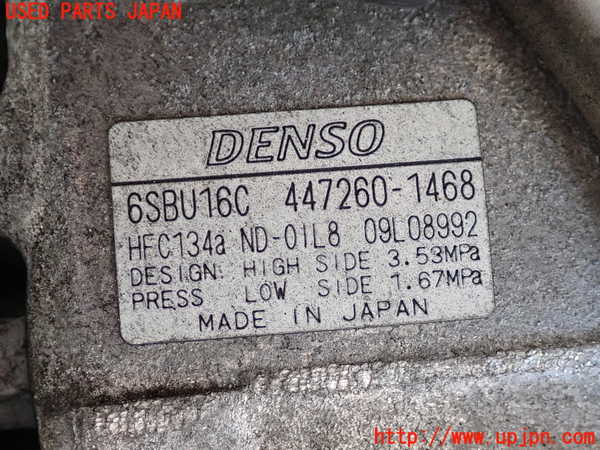 USED PARTS JAPAN
DENSO
6SBU16C 447260-1468
HFC134a ND-OIL8 09L08992
DESIGN: HIGH SIDE 3.53MPa
PRESS LOW SIDE 1.67MPa
MADE IN JAPAN
http://www.upjpn.com/